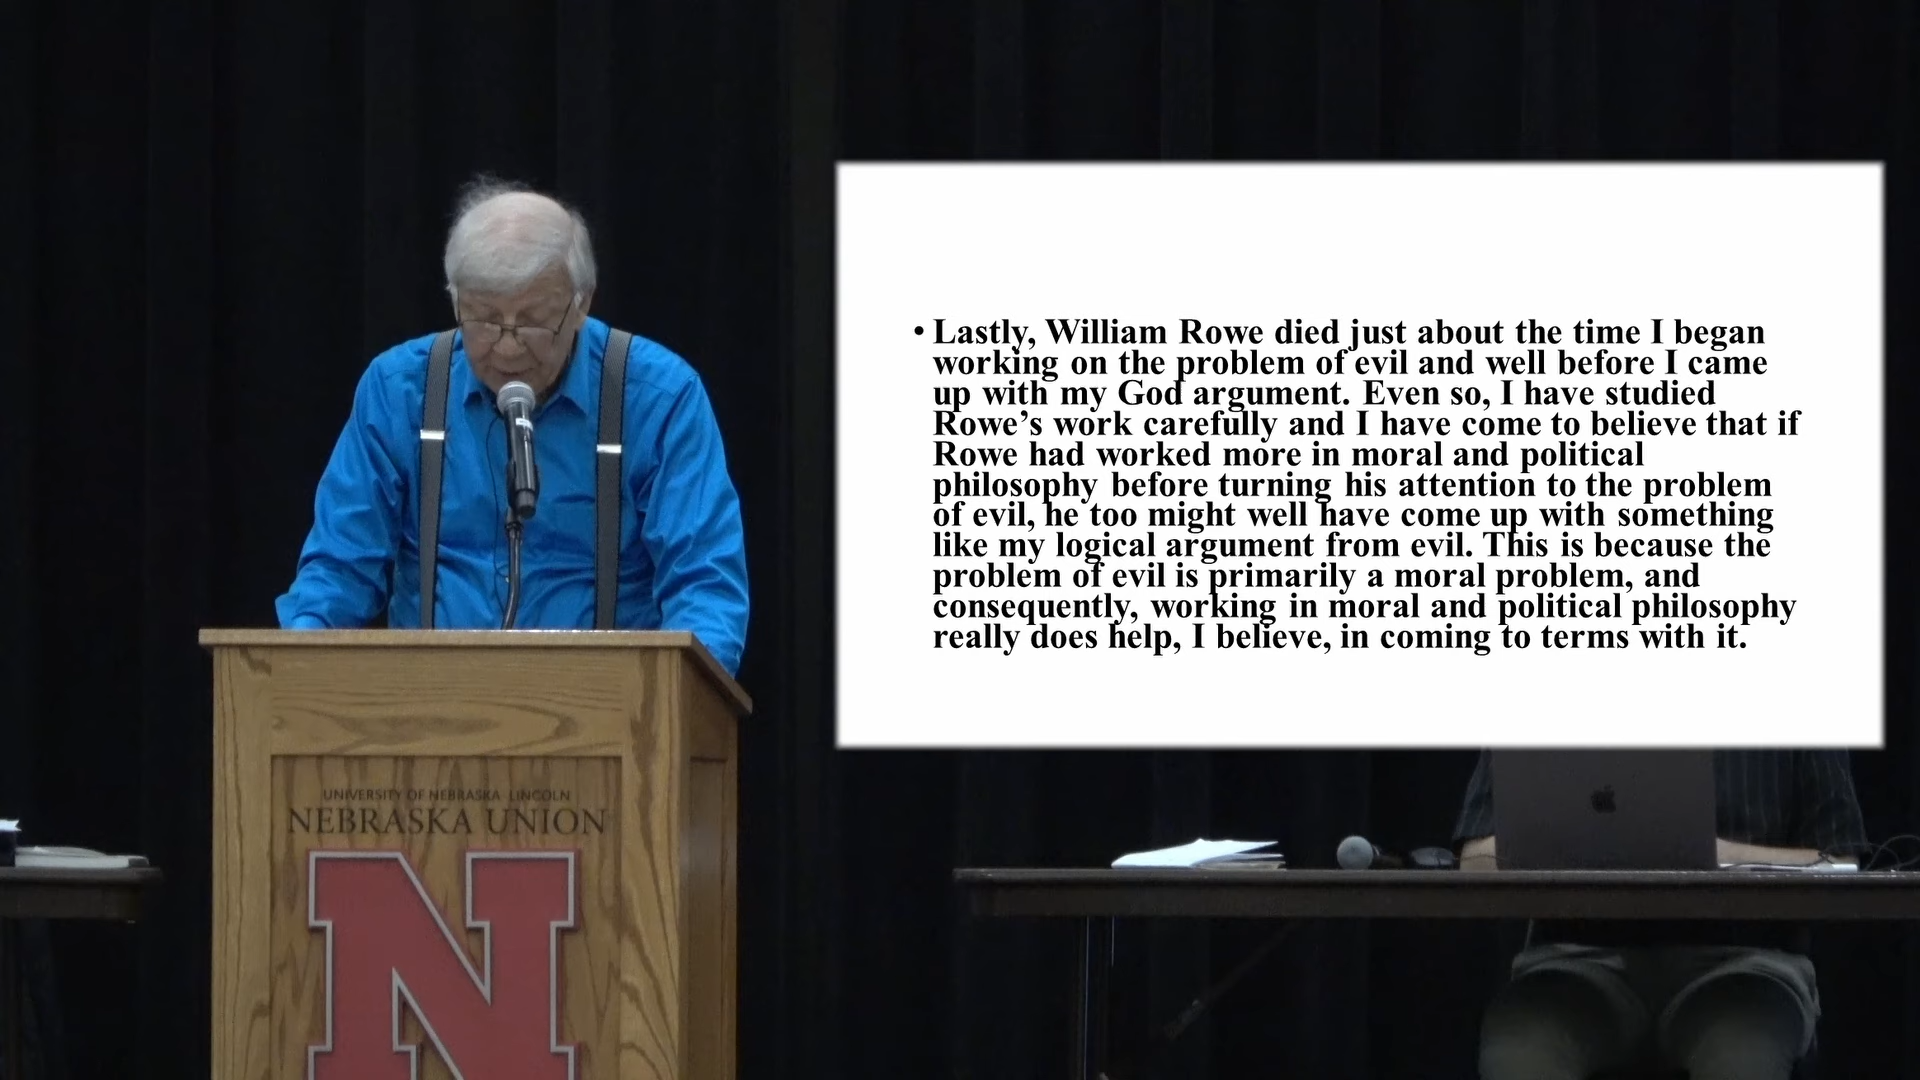 • Lastly, William Rowe died just about the time I began
working on the problem of evil and well before I came
up with my God argument. Even so, I have studied
Rowe’s work carefully and I have come to believe that if
Rowe had worked more in moral and political
philosophy before turning his attention to the problem
of evil, he too might well have come up with something
like my logical argument from evil. This is because the
problem of evil is primarily a moral problem, and
consequently, working in moral and political philosophy
really does help, I believe, in coming to terms with it.
UNIVERSITY OF NEBRASKA LINCOLN
NEBRASKA UNION
N